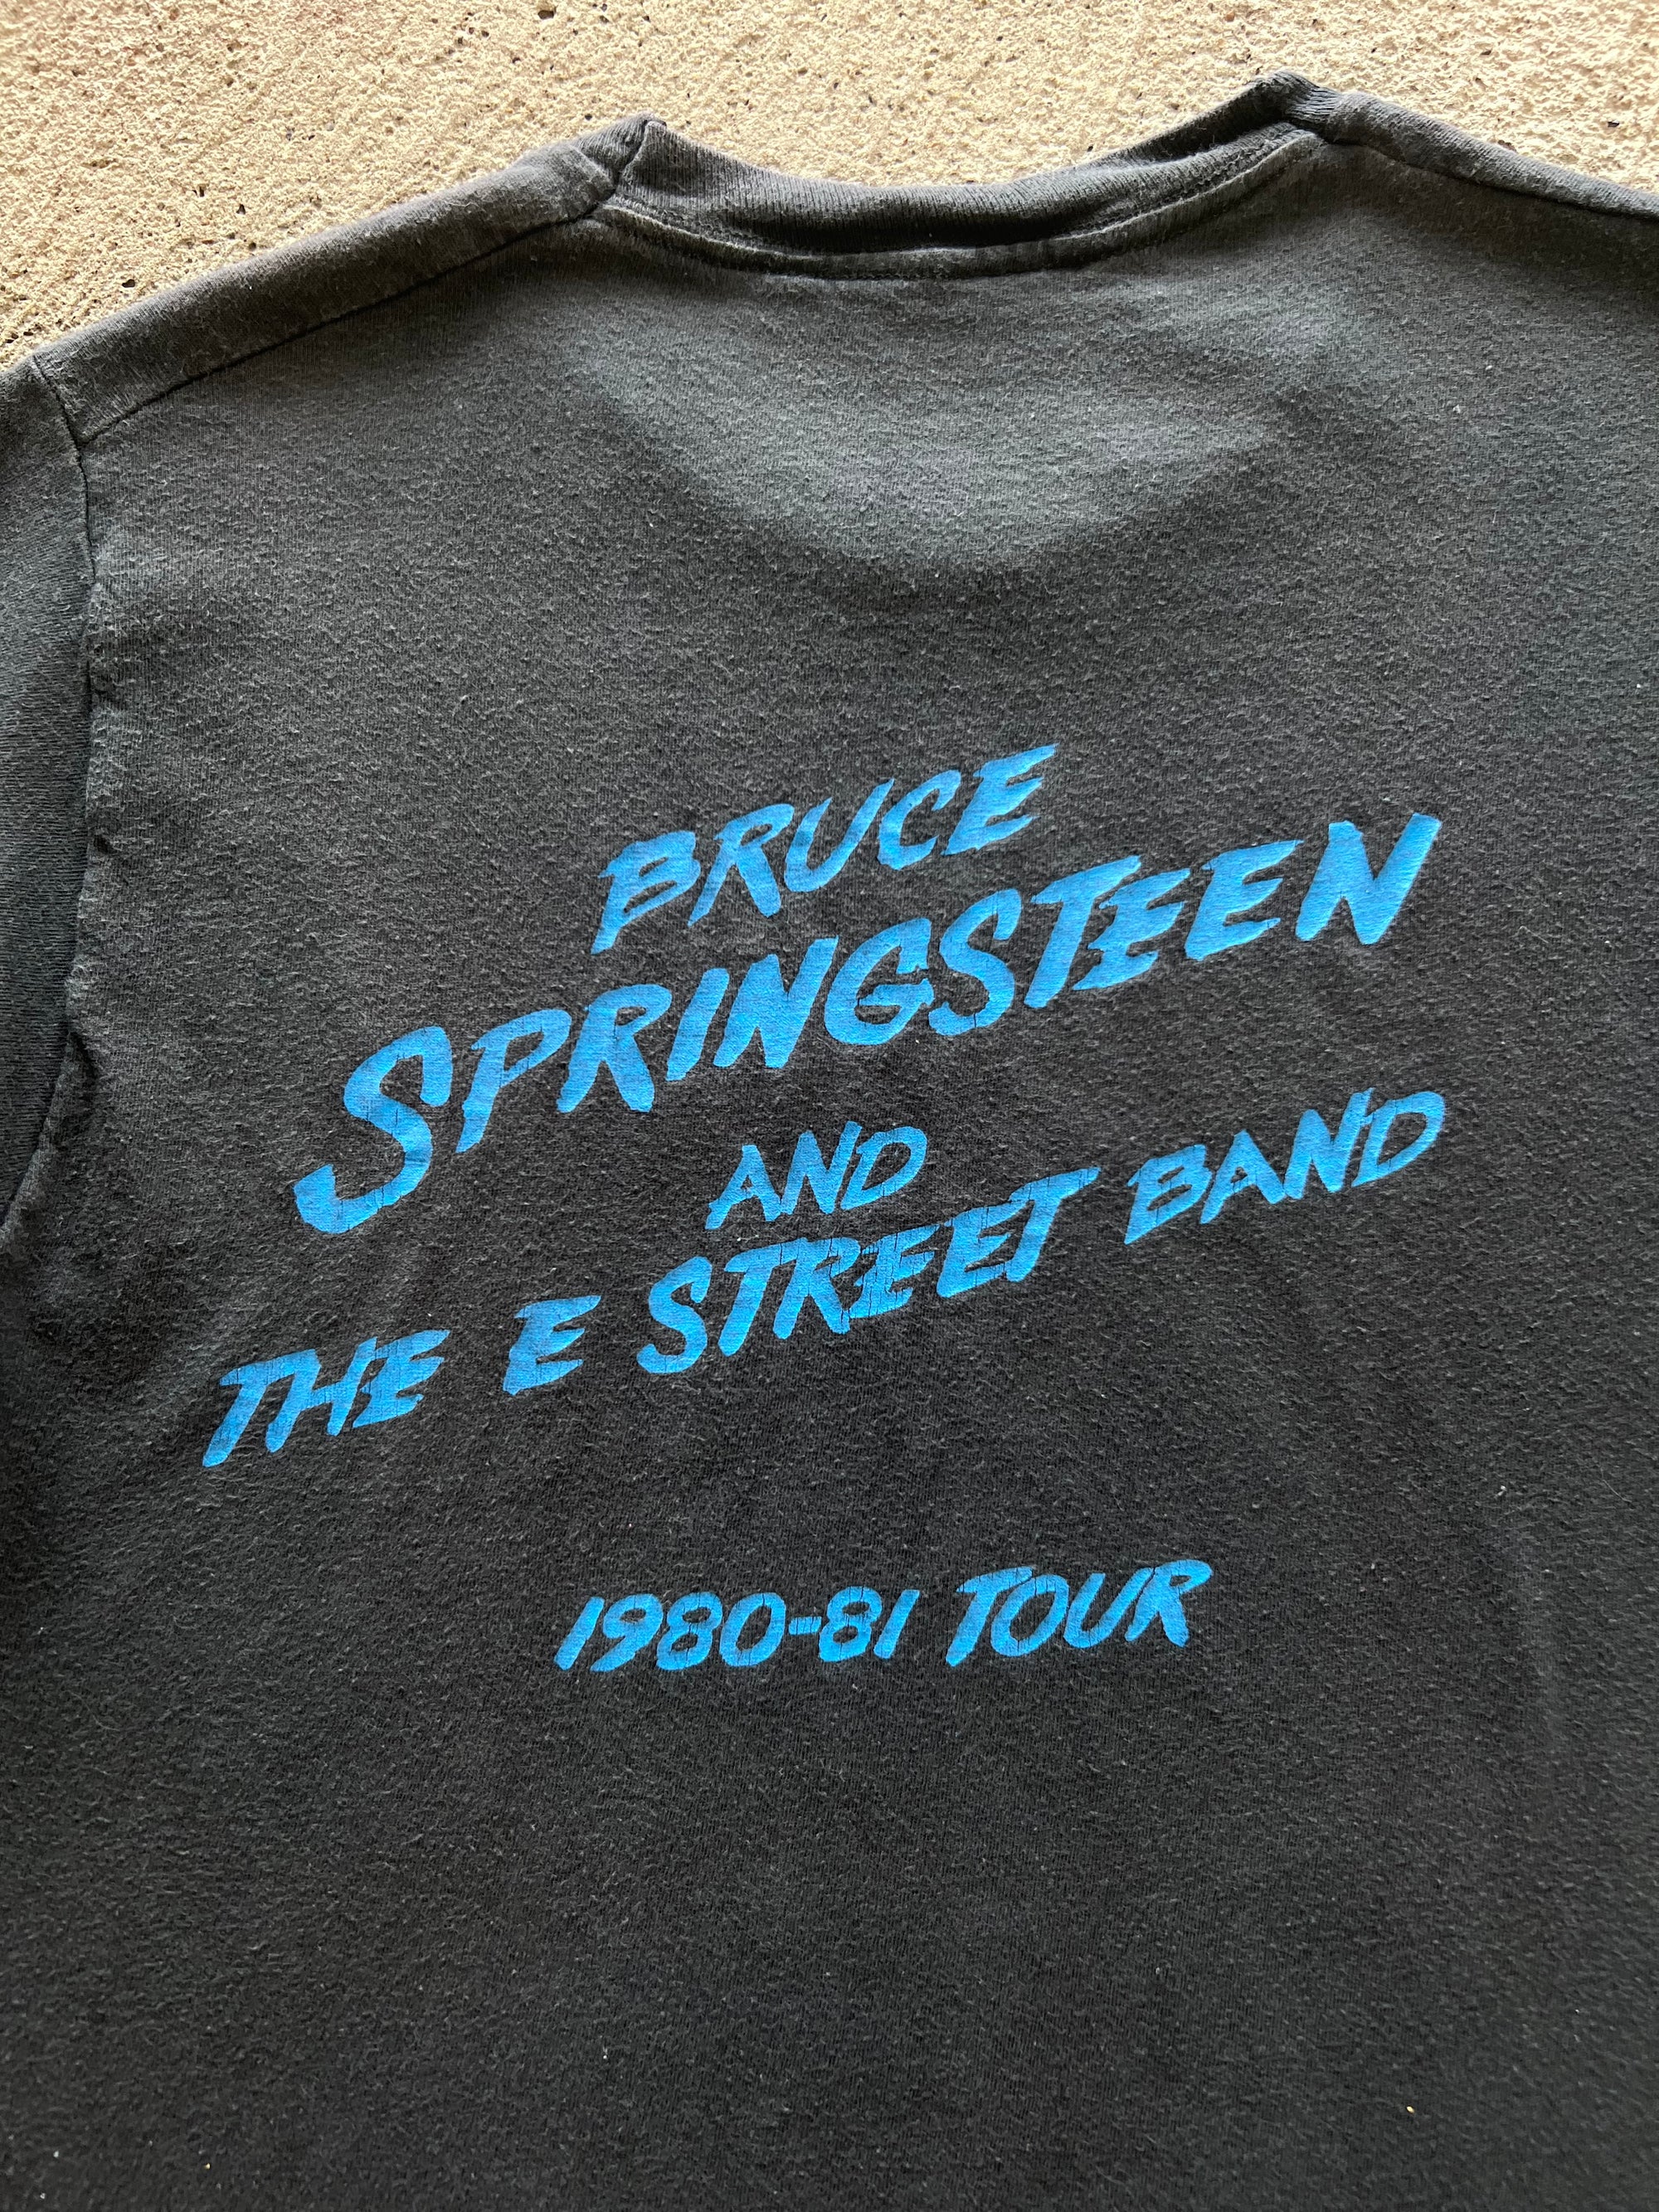 BRUCE
SPRINGSTEEN
AND
THE E STREET BAND
1980-81 TOUR